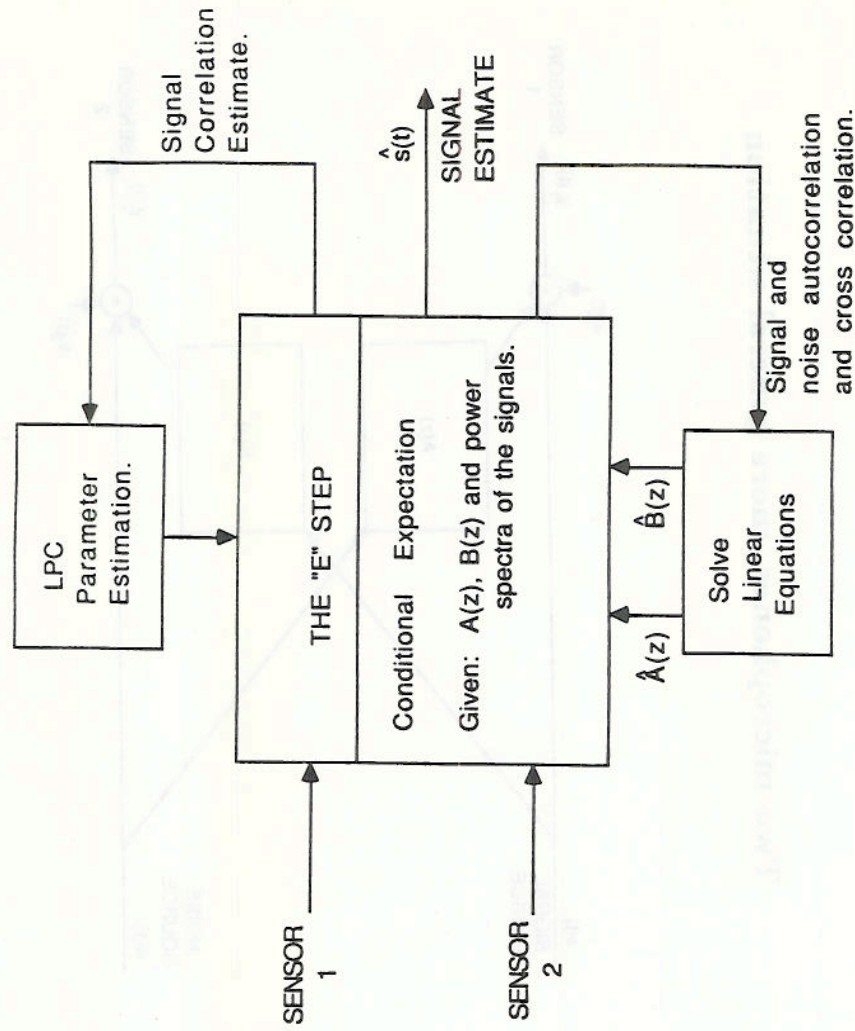 LPC
Parameter
Estimation.
Signal
Correlation
Estimate.
THE "E" STEP
Conditional Expectation
Given: A(z), B(z) and power
spectra of the signals.
SENSOR
1
SENSOR
2
ŝ(t)
SIGNAL
ESTIMATE
Â(z)
B̂(z)
Solve
Linear
Equations
Signal and
noise autocorrelation
and cross correlation.